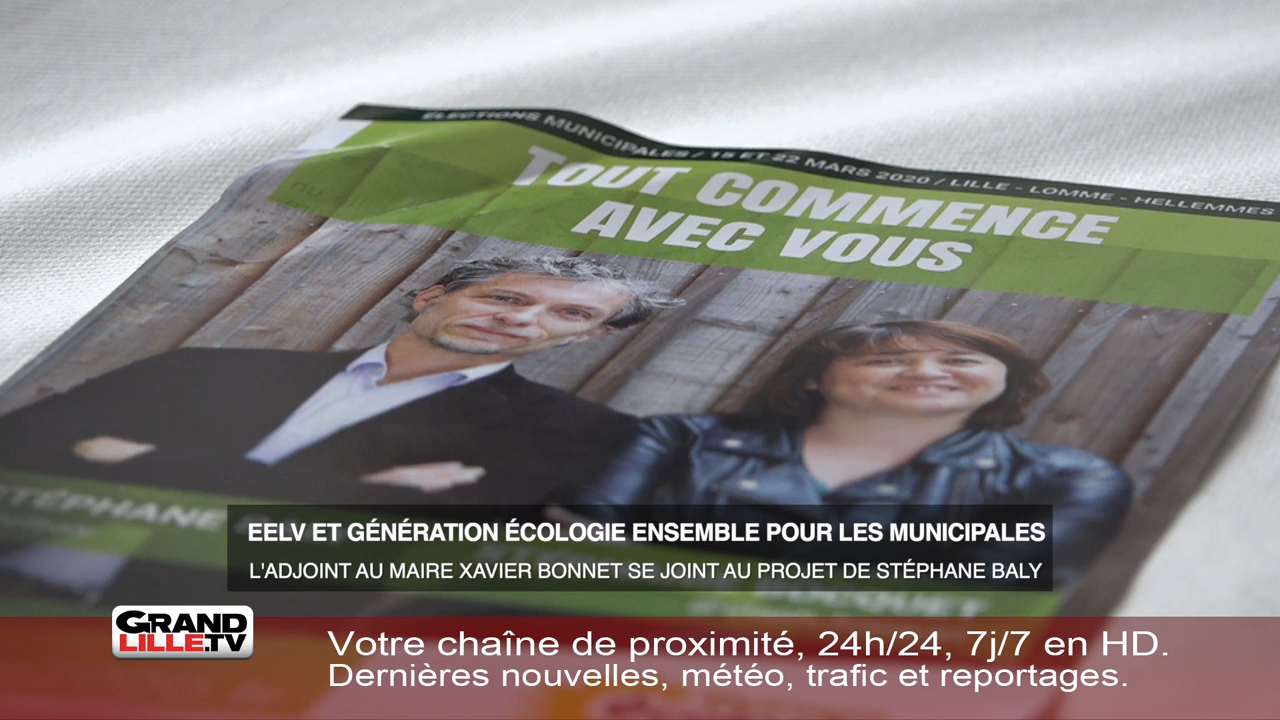 ÉLECTIONS MUNICIPALES / 15 ET 22 MARS 2020 / LILLE - LOMME - HELLEMMES
TOUT COMMENCE
AVEC VOUS
STÉPHANE
EELV ET GÉNÉRATION ÉCOLOGIE ENSEMBLE POUR LES MUNICIPALES
L'ADJOINT AU MAIRE XAVIER BONNET SE JOINT AU PROJET DE STÉPHANE BALY
GRAND
LILLE.TV
Votre chaîne de proximité, 24h/24, 7j/7 en HD.
Dernières nouvelles, météo, trafic et reportages.